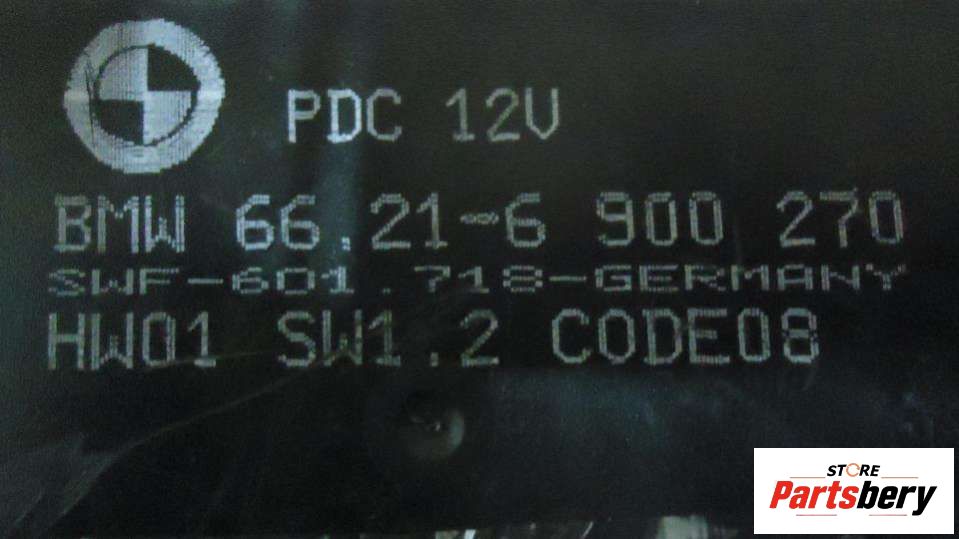 PDC 12V
BMW 66.21-6 900 270
SWF-601.718-GERMANY
HW01 SW1.2 CODE08
STORE
Partsbery